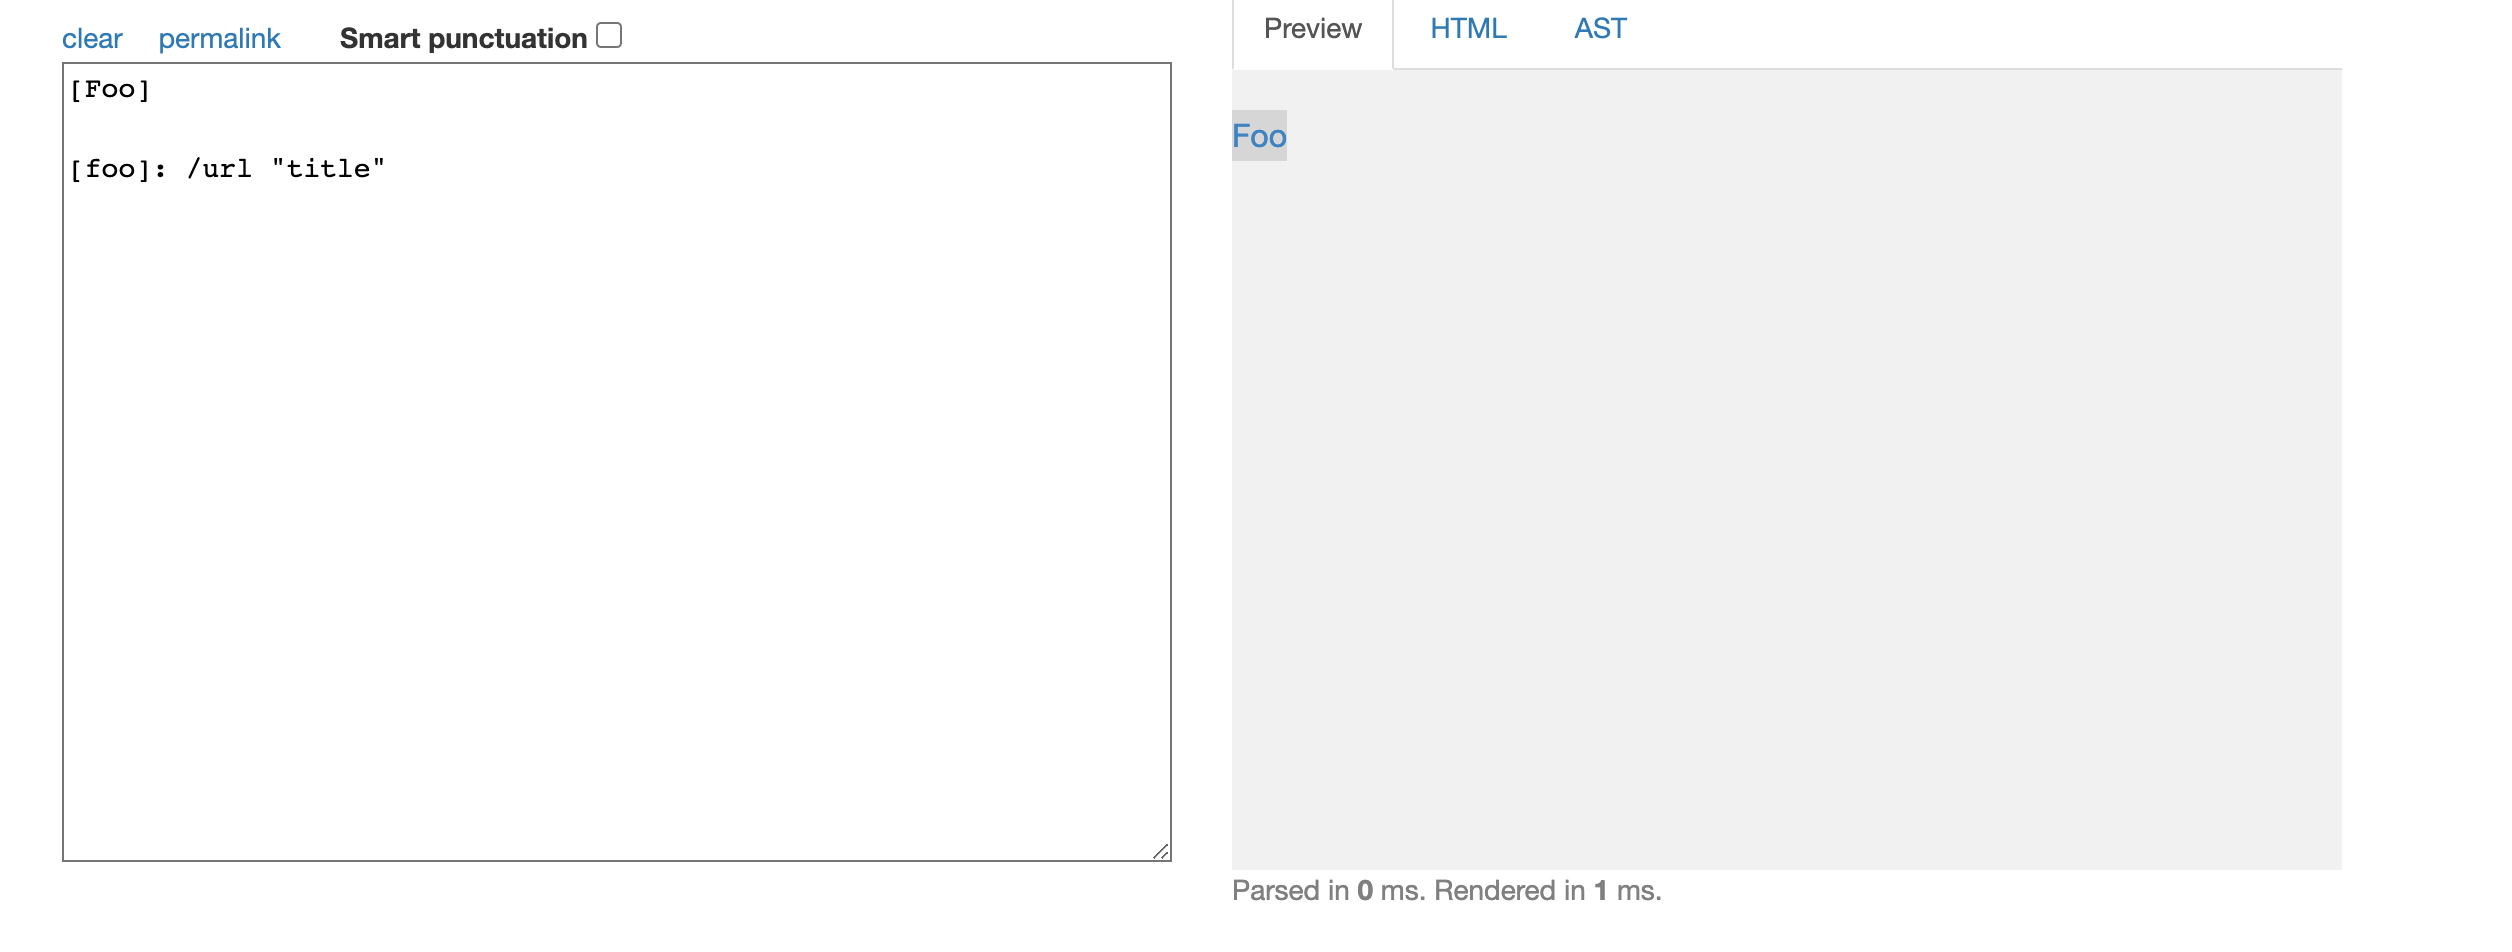 clear permalink Smart punctuation
[Foo]
[foo]: /url "title"
Preview HTML AST
Foo
Parsed in 0 ms. Rendered in 1 ms.